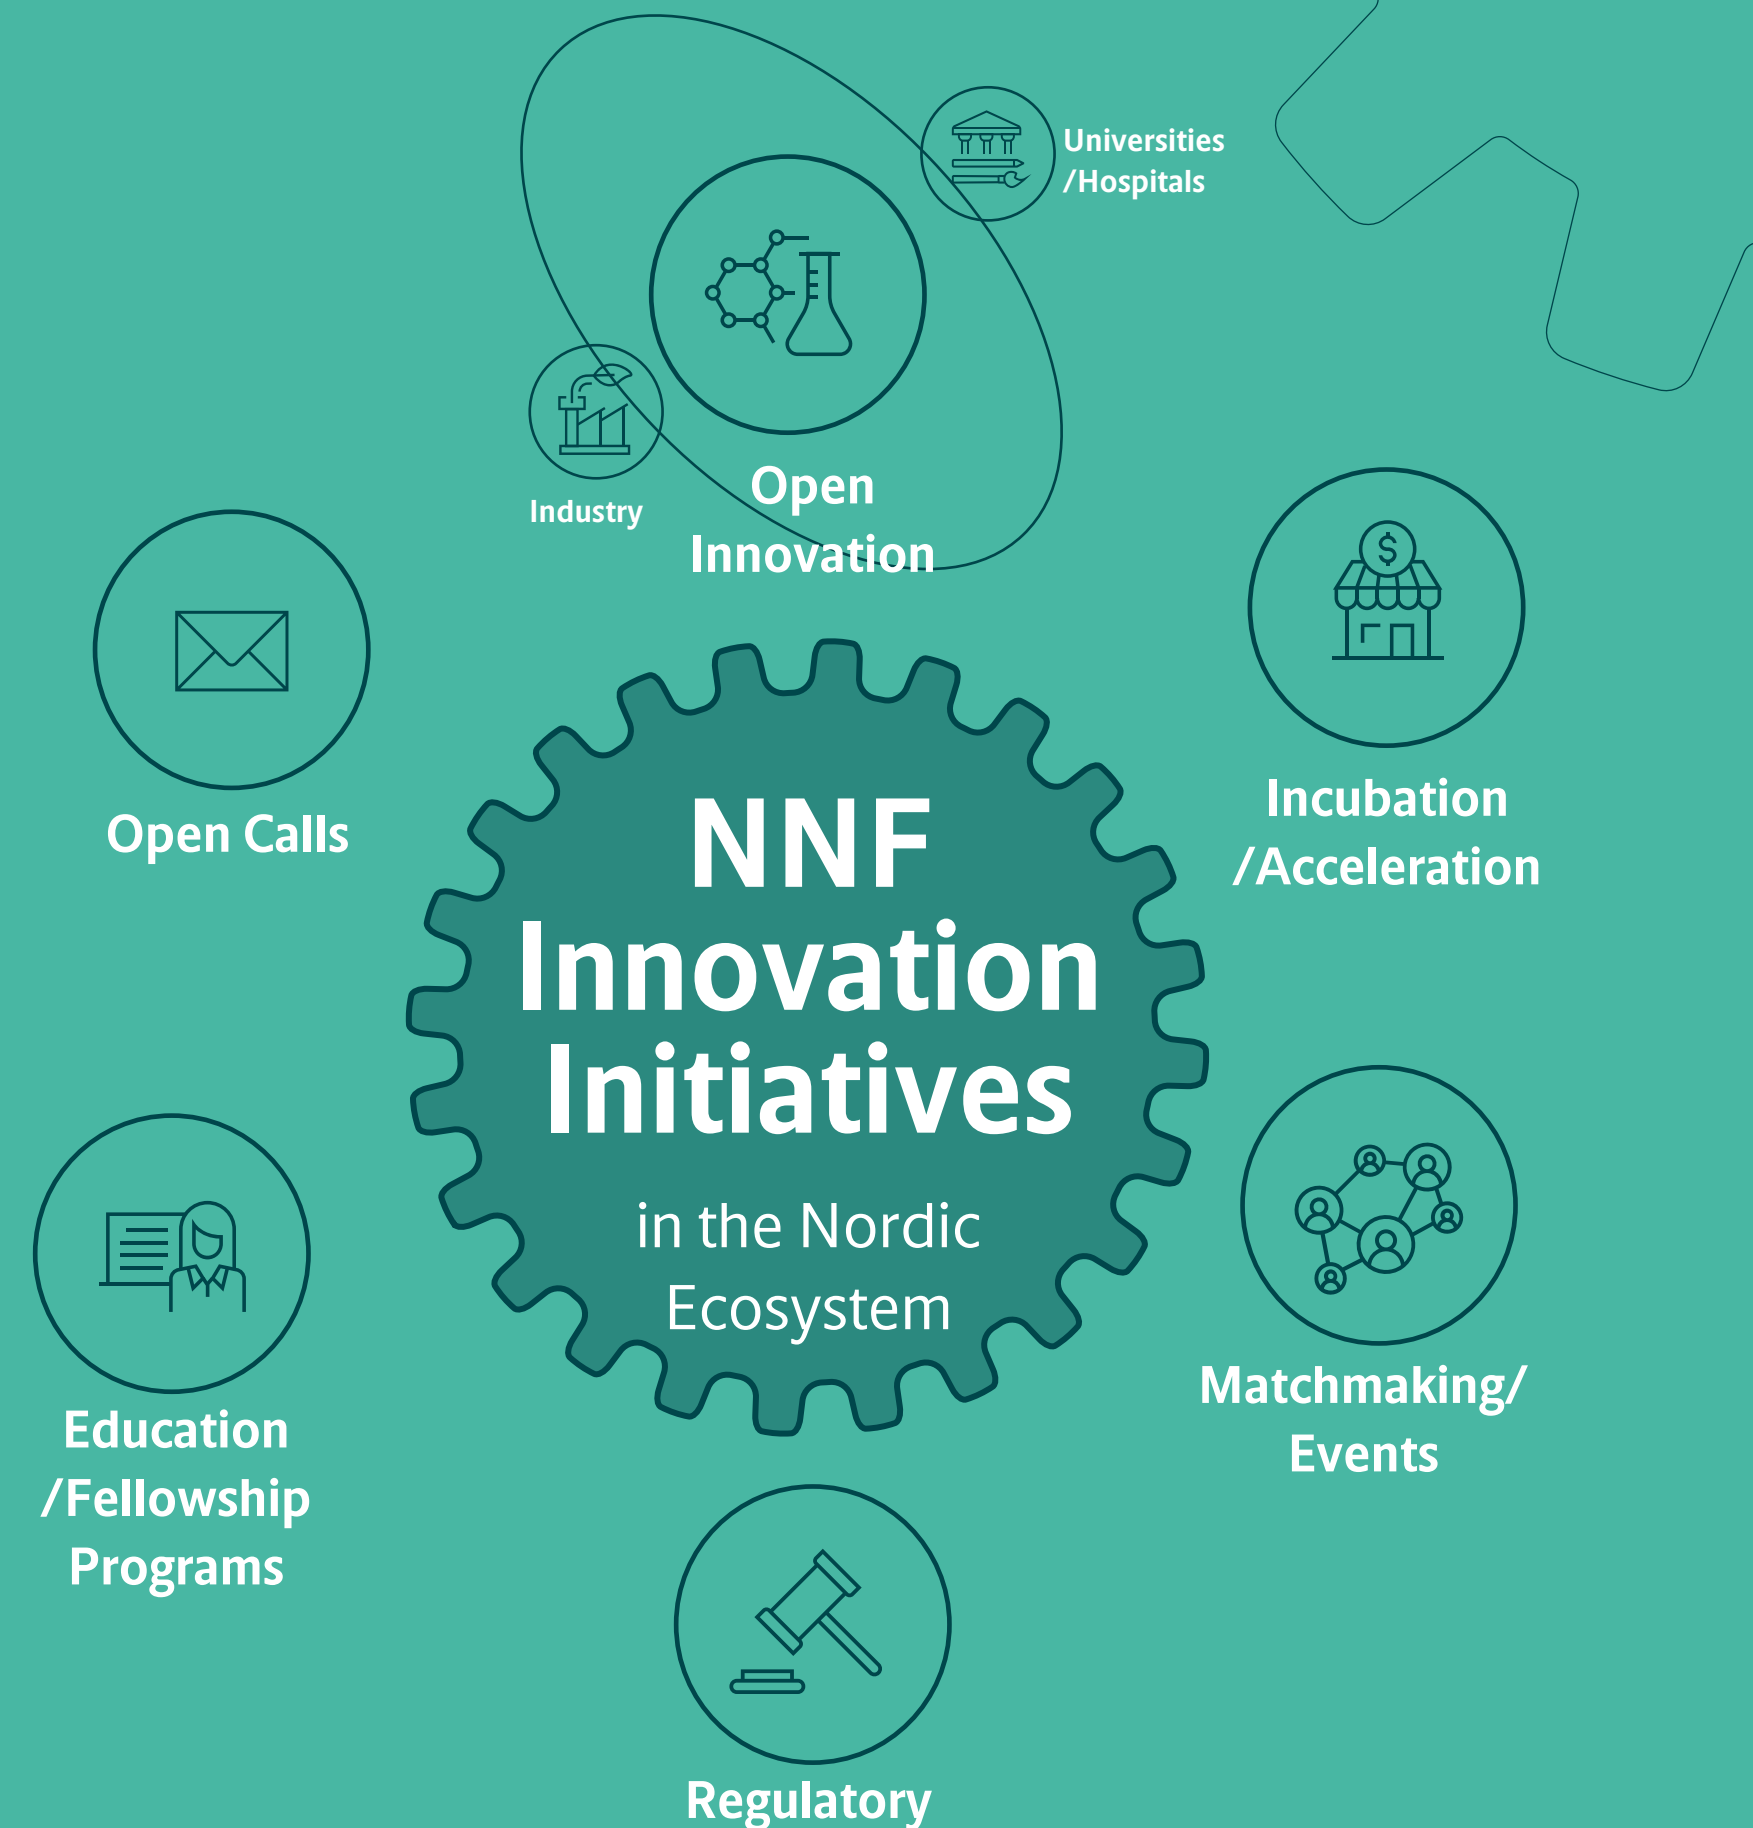 Universities
/Hospitals
Industry
Open
Innovation
Open Calls
Incubation
/Acceleration
NNF
Innovation
Initiatives
in the Nordic
Ecosystem
Education
/Fellowship
Programs
Matchmaking/
Events
Regulatory
$